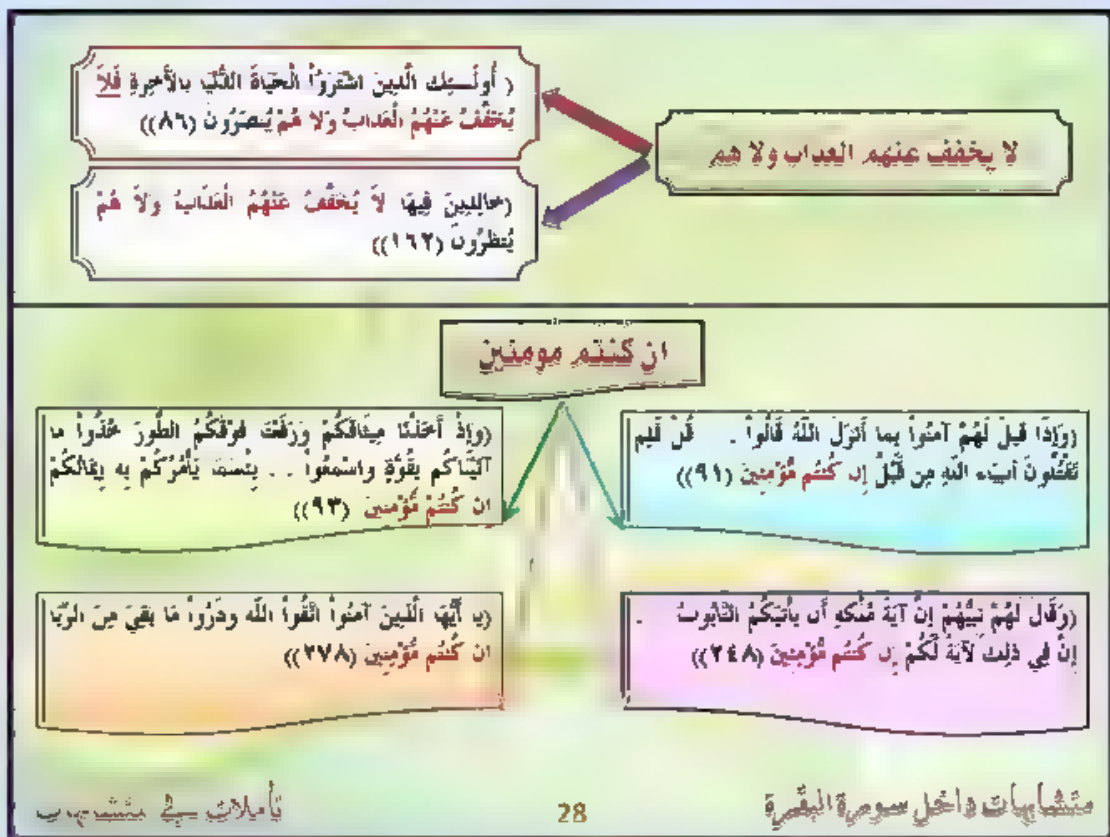 لا يخفف عنهم العذاب ولا هم
( أُولَـئِكَ الَّذِينَ اشْتَرَوُاْ الْحَيَاةَ الدُّنْيَا بِالآخِرَةِ فَلاَ
يُخَفَّفُ عَنْهُمُ الْعَذَابُ وَلاَ هُمْ يُنصَرُونَ (٨٦))
(خَالِدِينَ فِيهَا لاَ يُخَفَّفُ عَنْهُمُ الْعَذَابُ وَلاَ هُمْ
يُنظَرُونَ (١٦٢))
ان كنتم مومنين
(وَإِذَا قِيلَ لَهُمْ آمِنُواْ بِمَا أَنزَلَ اللّهُ قَالُواْ . قُلْ فَلِمَ
تَقْتُلُونَ أَنبِيَاء اللّهِ مِن قَبْلُ إِن كُنتُم مُّؤْمِنِينَ (٩١))
(وَإِذْ أَخَذْنَا مِيثَاقَكُمْ وَرَفَعْنَا فَوْقَكُمُ الطُّورَ خُذُواْ مَا
آتَيْنَاكُم بِقُوَّةٍ وَاسْمَعُواْ . . بِئْسَمَا يَأْمُرُكُمْ بِهِ إِيمَانُكُمْ
إِن كُنتُمْ مُّؤْمِنِينَ (٩٣))
(وَقَالَ لَهُمْ نِبِيُّهُمْ إِنَّ آيَةَ مُلْكِهِ أَن يَأْتِيَكُمُ التَّابُوتُ .
إِنَّ فِي ذَلِكَ لآيَةً لَّكُمْ إِن كُنتُم مُّؤْمِنِينَ (٢٤٨))
(يَا أَيُّهَا الَّذِينَ آمَنُواْ اتَّقُواْ اللّهَ وَذَرُواْ مَا بَقِيَ مِنَ الرِّبَا
إِن كُنتُم مُّؤْمِنِينَ (٢٧٨))
متشابهات داخل سورة البقرة
28
تأملات في